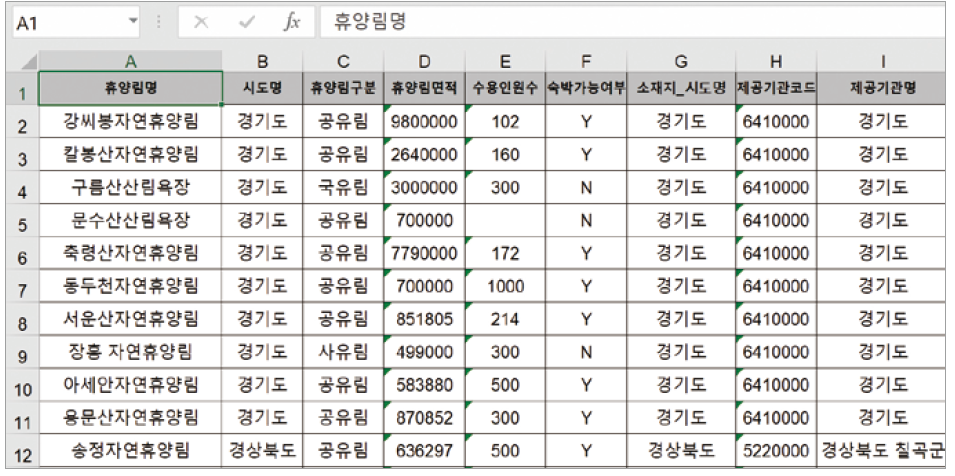 A1 fx 휴양림명
A B C D E F G H I
1 휴양림명 시도명 휴양림구분 휴양림면적 수용인원수 숙박가능여부 소재지_시도명 제공기관코드 제공기관명
2 강씨봉자연휴양림 경기도 공유림 9800000 102 Y 경기도 6410000 경기도
3 칼봉산자연휴양림 경기도 공유림 2640000 160 Y 경기도 6410000 경기도
4 구름산산림욕장 경기도 국유림 3000000 300 N 경기도 6410000 경기도
5 문수산산림욕장 경기도 공유림 700000 N 경기도 6410000 경기도
6 축령산자연휴양림 경기도 공유림 7790000 172 Y 경기도 6410000 경기도
7 동두천자연휴양림 경기도 공유림 700000 1000 Y 경기도 6410000 경기도
8 서운산자연휴양림 경기도 공유림 851805 214 Y 경기도 6410000 경기도
9 장흥 자연휴양림 경기도 사유림 499000 300 N 경기도 6410000 경기도
10 아세안자연휴양림 경기도 공유림 583880 500 Y 경기도 6410000 경기도
11 용문산자연휴양림 경기도 공유림 870852 300 Y 경기도 6410000 경기도
12 송정자연휴양림 경상북도 공유림 636297 500 Y 경상북도 5220000 경상북도 칠곡군